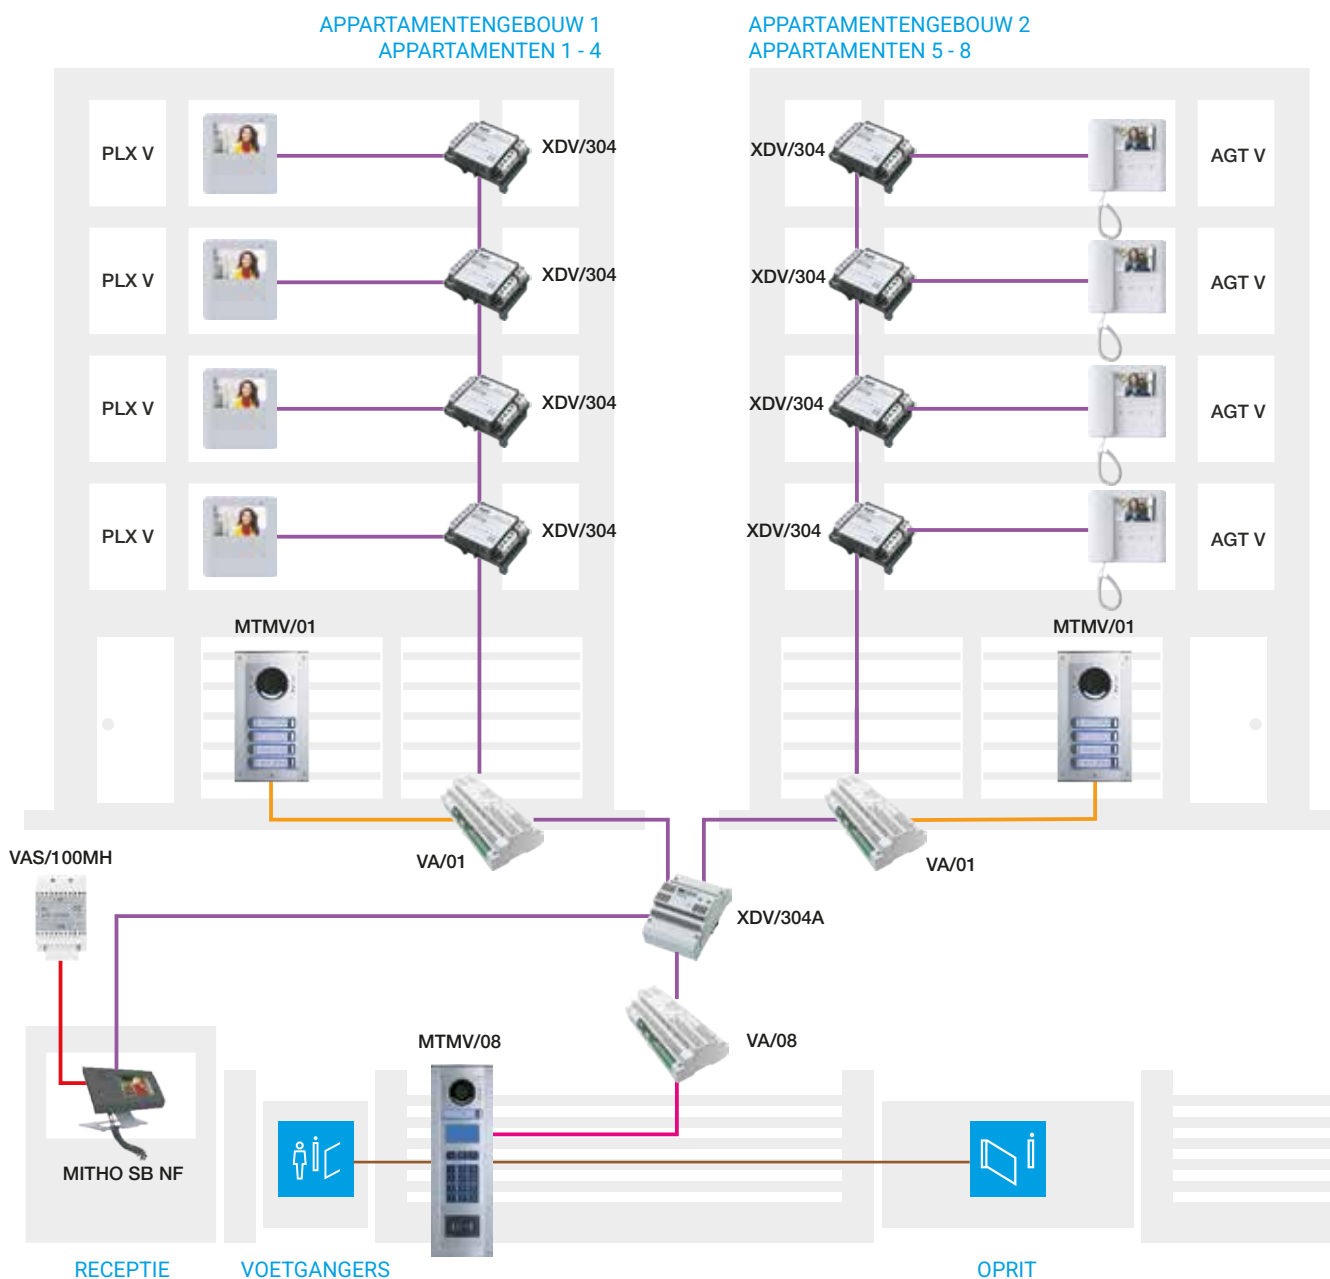 APPARTAMENTENGEBOUW 1
APPARTAMENTEN 1 - 4
APPARTAMENTENGEBOUW 2
APPARTAMENTEN 5 - 8
PLX V
XDV/304
XDV/304
AGT V
PLX V
XDV/304
XDV/304
AGT V
PLX V
XDV/304
XDV/304
AGT V
PLX V
XDV/304
XDV/304
AGT V
MTMV/01
MTMV/01
VAS/100MH
VA/01
VA/01
XDV/304A
MTMV/08
VA/08
MITHO SB NF
RECEPTIE
VOETGANGERS
OPRIT